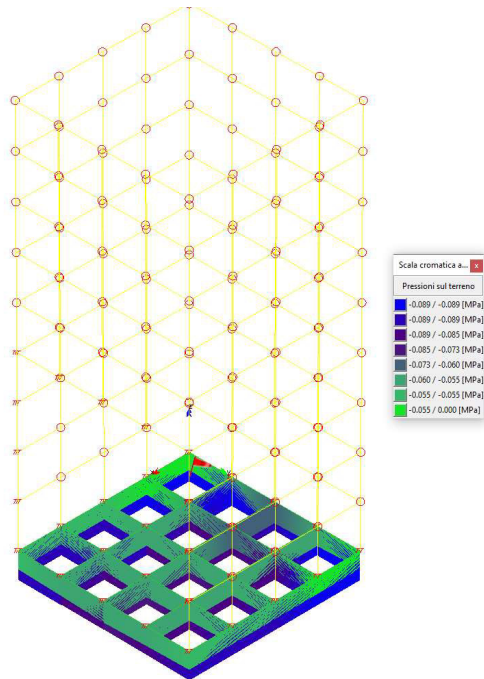 Scala cromatica a... x
Pressioni sul terreno
-0.089 / -0.089 [MPa]
-0.089 / -0.089 [MPa]
-0.089 / -0.085 [MPa]
-0.085 / -0.073 [MPa]
-0.073 / -0.060 [MPa]
-0.060 / -0.055 [MPa]
-0.055 / -0.055 [MPa]
-0.055 / 0.000 [MPa]